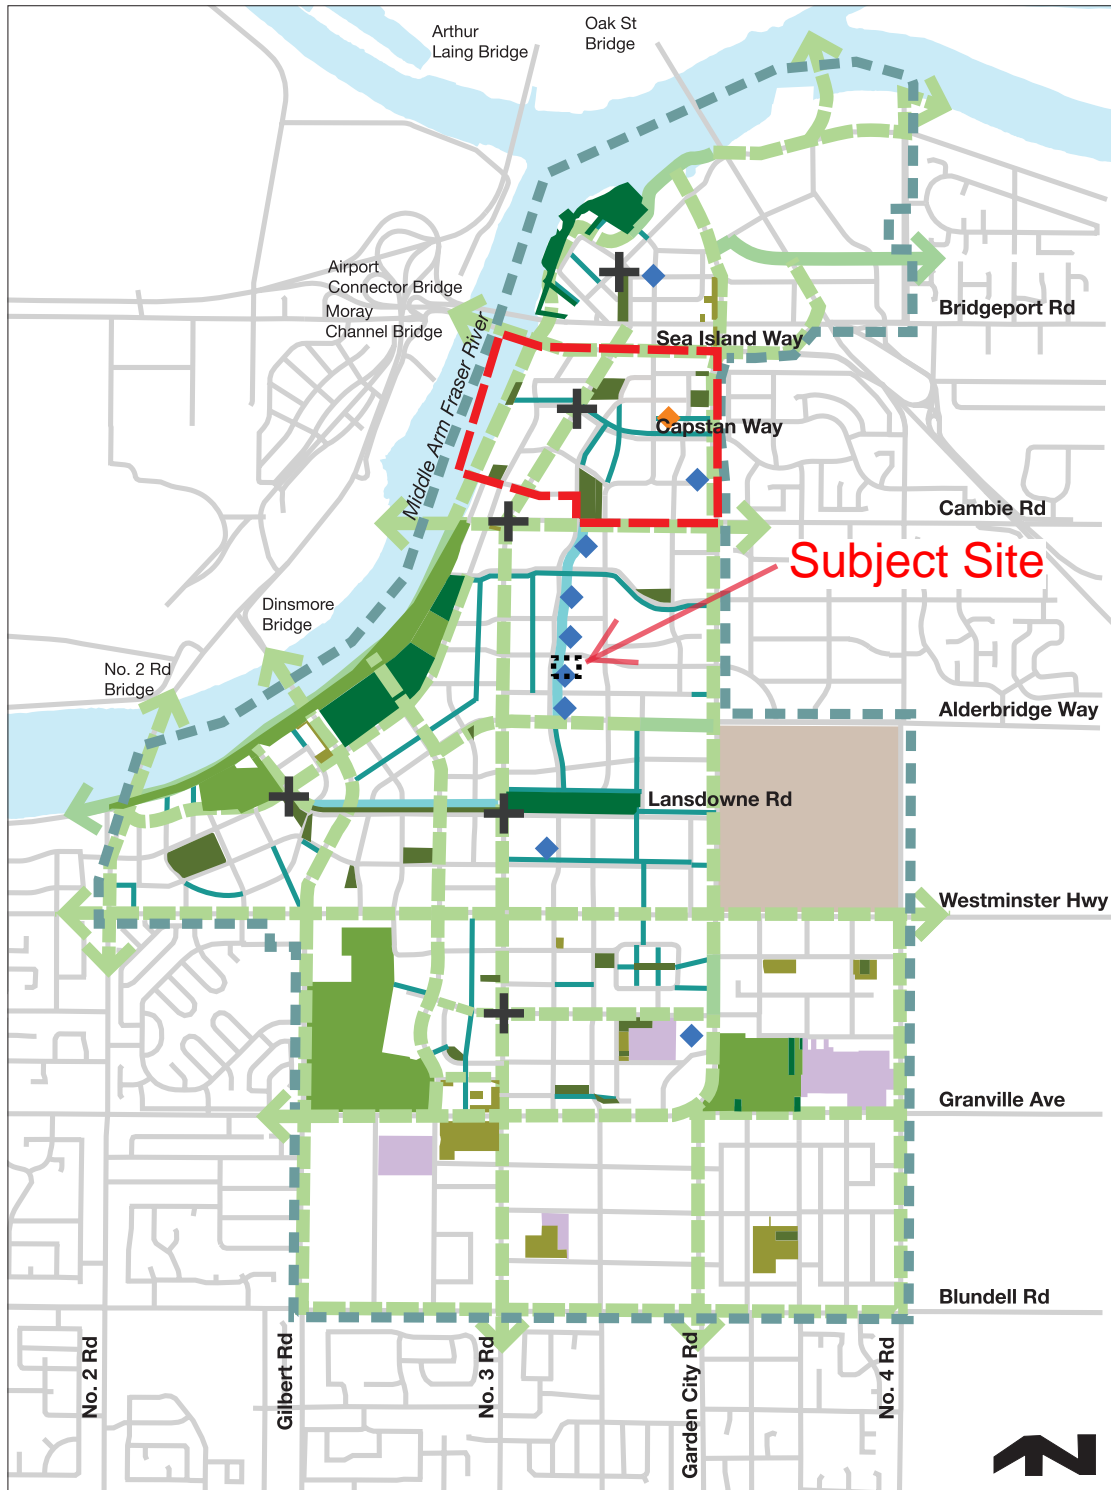 Arthur
Laing Bridge
Oak St
Bridge
Airport
Connector Bridge
Moray
Channel Bridge
Bridgeport Rd
Sea Island Way
Middle Arm Fraser River
Capstan Way
Cambie Rd
Subject Site
Dinsmore
Bridge
No. 2 Rd
Bridge
Alderbridge Way
Lansdowne Rd
Westminster Hwy
Granville Ave
Blundell Rd
No. 2 Rd
Gilbert Rd
No. 3 Rd
Garden City Rd
No. 4 Rd
N